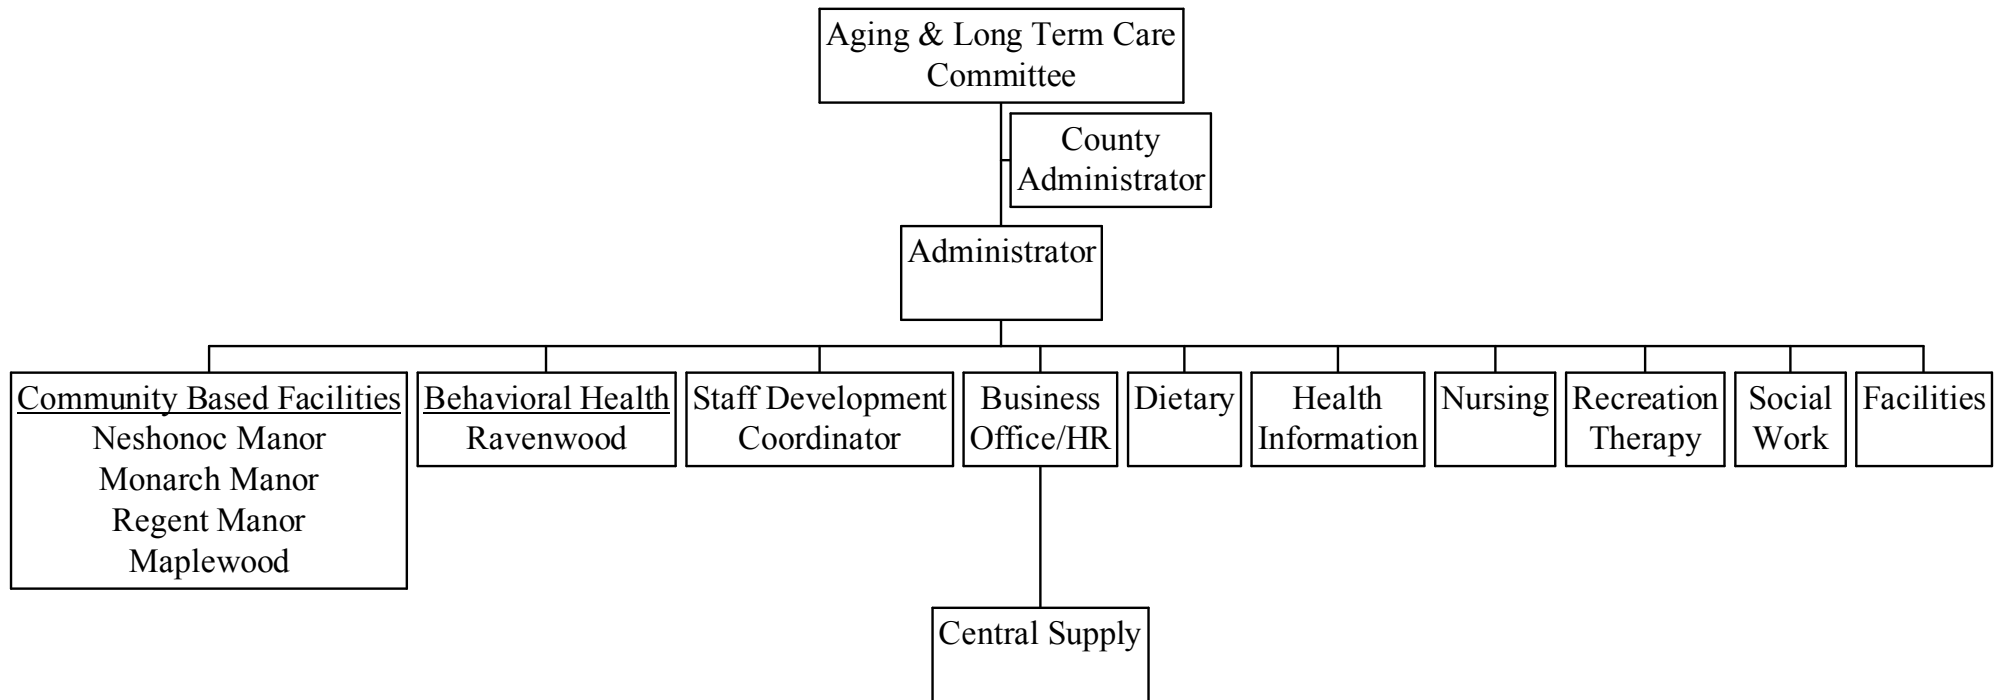 Aging & Long Term Care
Committee
County
Administrator
Administrator
Community Based Facilities
Neshonoc Manor
Monarch Manor
Regent Manor
Maplewood
Behavioral Health
Ravenwood
Staff Development
Coordinator
Business
Office/HR
Dietary
Health
Information
Nursing
Recreation
Therapy
Social
Work
Facilities
Central Supply